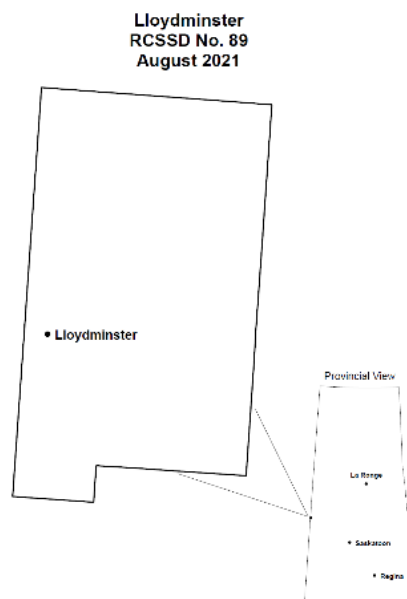 Lloydminster
RCSSD No. 89
August 2021
Lloydminster
Provincial View
La Ronge
Saskatoon
Regina